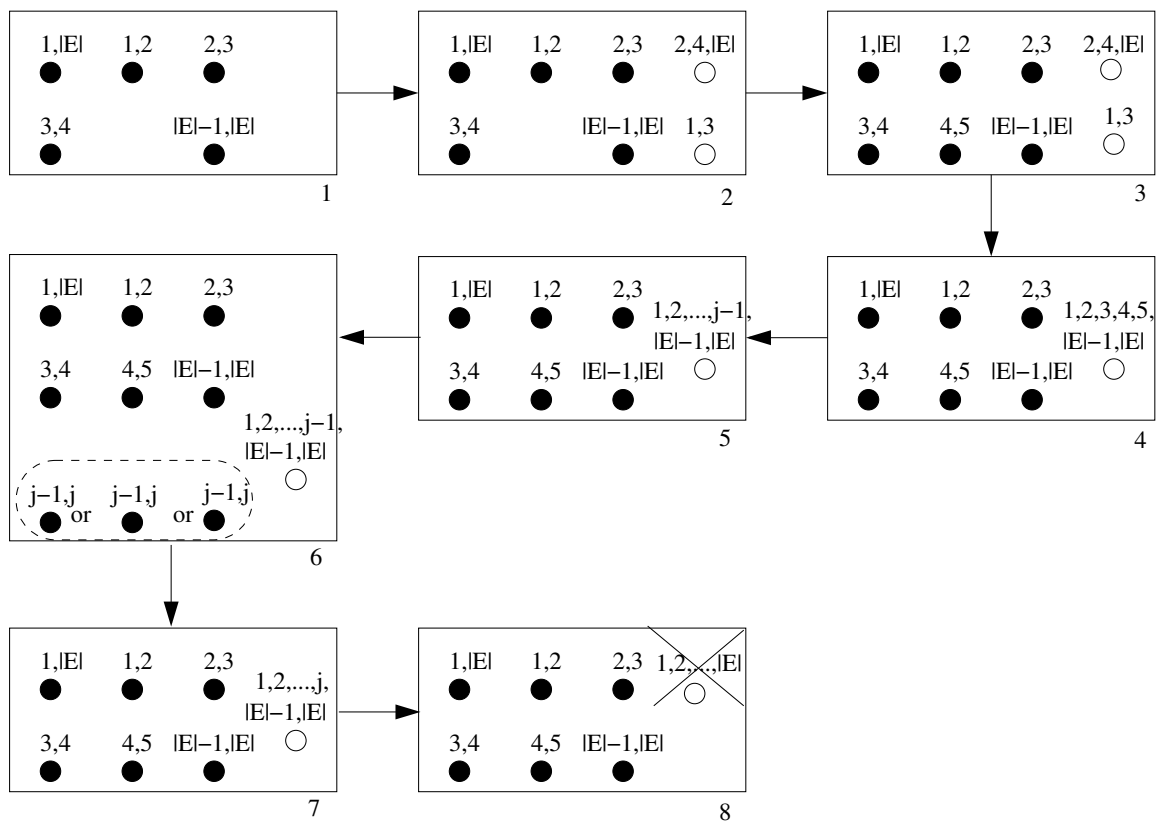 1,|E| 1,2 2,3
3,4 |E|−1,|E|
1
1,|E| 1,2 2,3 2,4,|E|
3,4 |E|−1,|E| 1,3
2
1,|E| 1,2 2,3 2,4,|E|
3,4 4,5 |E|−1,|E| 1,3
3
1,|E| 1,2 2,3 1,2,3,4,5,
|E|−1,|E|
3,4 4,5 |E|−1,|E|
4
1,|E| 1,2 2,3 1,2,...,j−1,
|E|−1,|E|
3,4 4,5 |E|−1,|E|
5
1,|E| 1,2 2,3
3,4 4,5 |E|−1,|E|
1,2,...,j−1,
|E|−1,|E|
j−1,j or j−1,j or j−1,j
6
1,|E| 1,2 2,3 1,2,...,j,
|E|−1,|E|
3,4 4,5 |E|−1,|E|
7
1,|E| 1,2 2,3 1,2,...,|E|
3,4 4,5 |E|−1,|E|
8